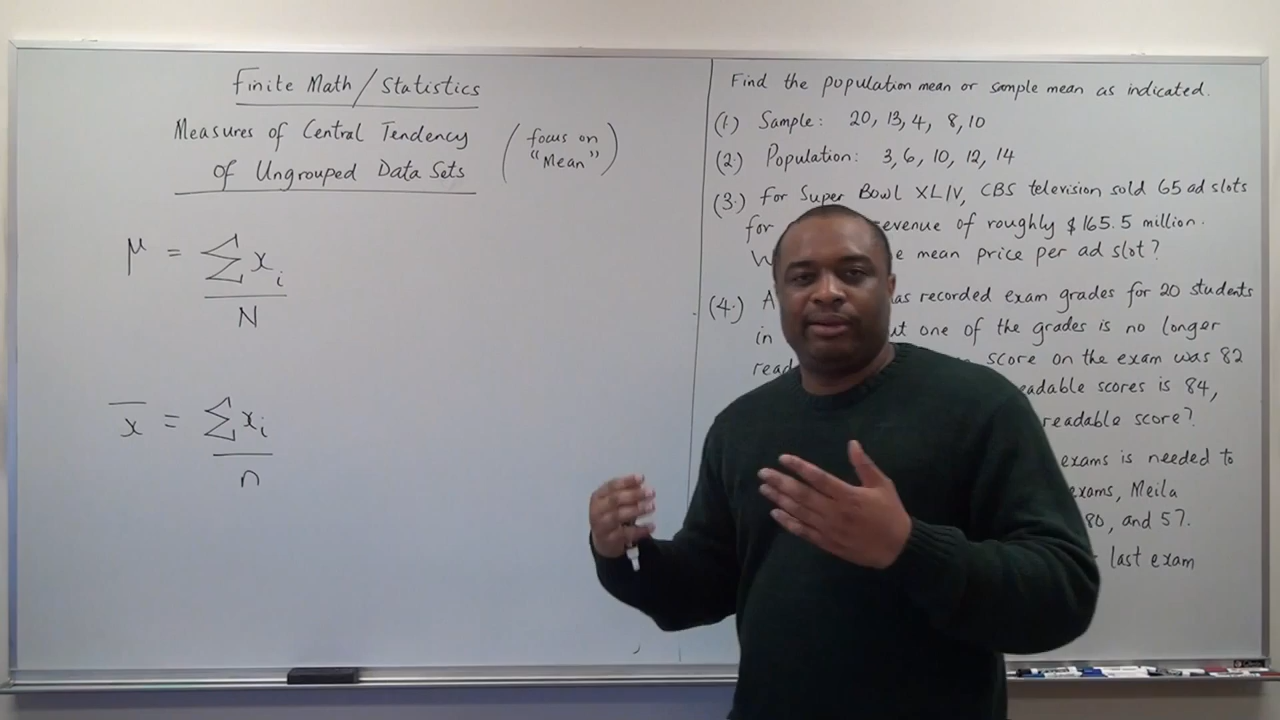 Finite Math/Statistics
Measures of Central Tendency
of Ungrouped Data Sets
(focus on
"Mean")
μ = ∑xᵢ
N
x̄ = ∑xᵢ
n
Find the population mean or sample mean as indicated.
(1.) Sample: 20, 13, 4, 8, 10
(2.) Population: 3, 6, 10, 12, 14
(3.) For Super Bowl XLIV, CBS television sold 65 ad slots
for revenue of roughly $165.5 million.
mean price per ad slot?
(4.) A has recorded exam grades for 20 students
in but one of the grades is no longer
score on the exam was 82
readable scores is 84,
readable score?
exams is needed to
exams, Meila
80, and 57.
last exam